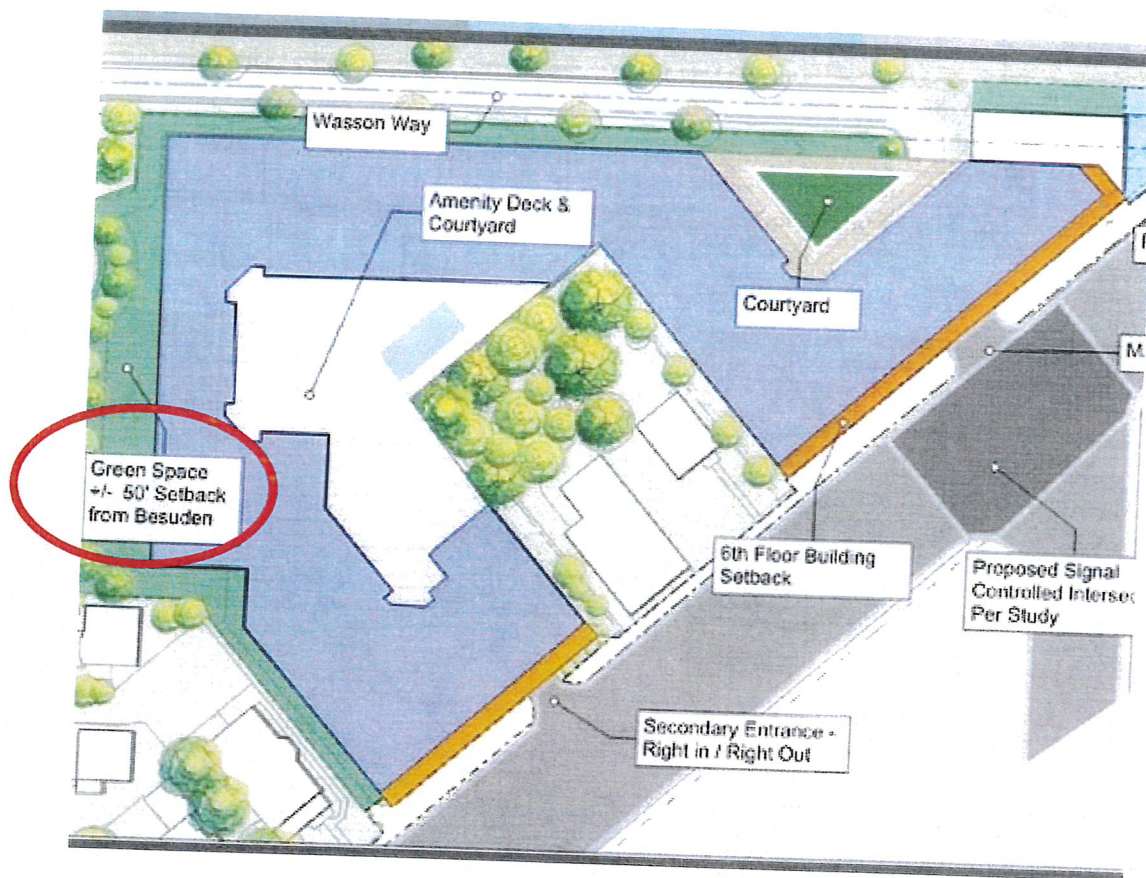 Wasson Way
Amenity Deck &
Courtyard
Courtyard
Green Space
+/- 50' Setback
from Besuden
6th Floor Building
Setback
Proposed Signal
Controlled Intersec
Per Study
Secondary Entrance -
Right in / Right Out